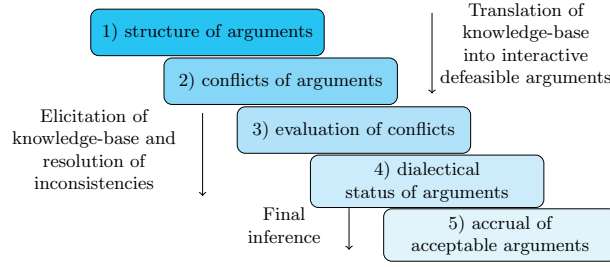 1) structure of arguments
Translation of
knowledge-base
into interactive
defeasible arguments
2) conflicts of arguments
Elicitation of
knowledge-base and
resolution of
inconsistencies
3) evaluation of conflicts
4) dialectical
status of arguments
Final
inference
5) accrual of
acceptable arguments